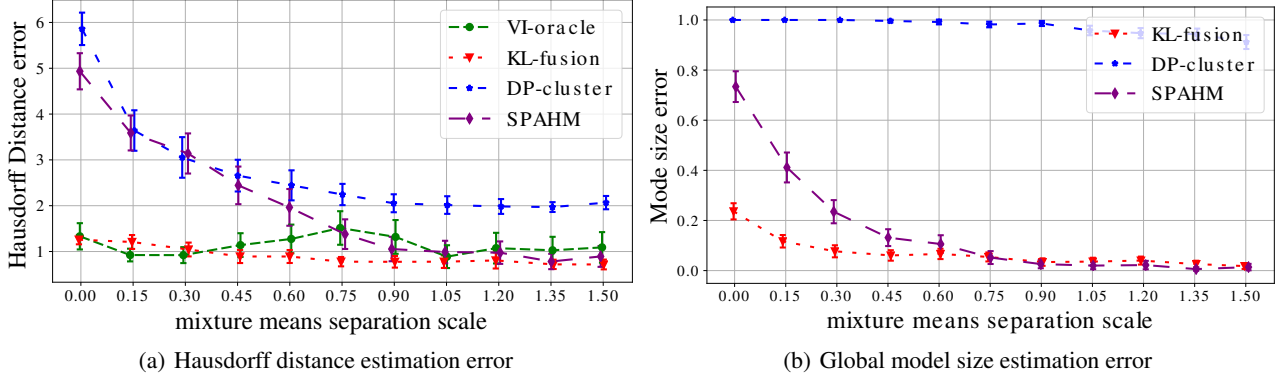 Hausdorff Distance error
6
5
4
3
2
1
VI-oracle
KL-fusion
DP-cluster
SPAHM
0.00 0.15 0.30 0.45 0.60 0.75 0.90 1.05 1.20 1.35 1.50
mixture means separation scale
(a) Hausdorff distance estimation error
Mode size error
1.0
0.8
0.6
0.4
0.2
0.0
KL-fusion
DP-cluster
SPAHM
0.00 0.15 0.30 0.45 0.60 0.75 0.90 1.05 1.20 1.35 1.50
mixture means separation scale
(b) Global model size estimation error